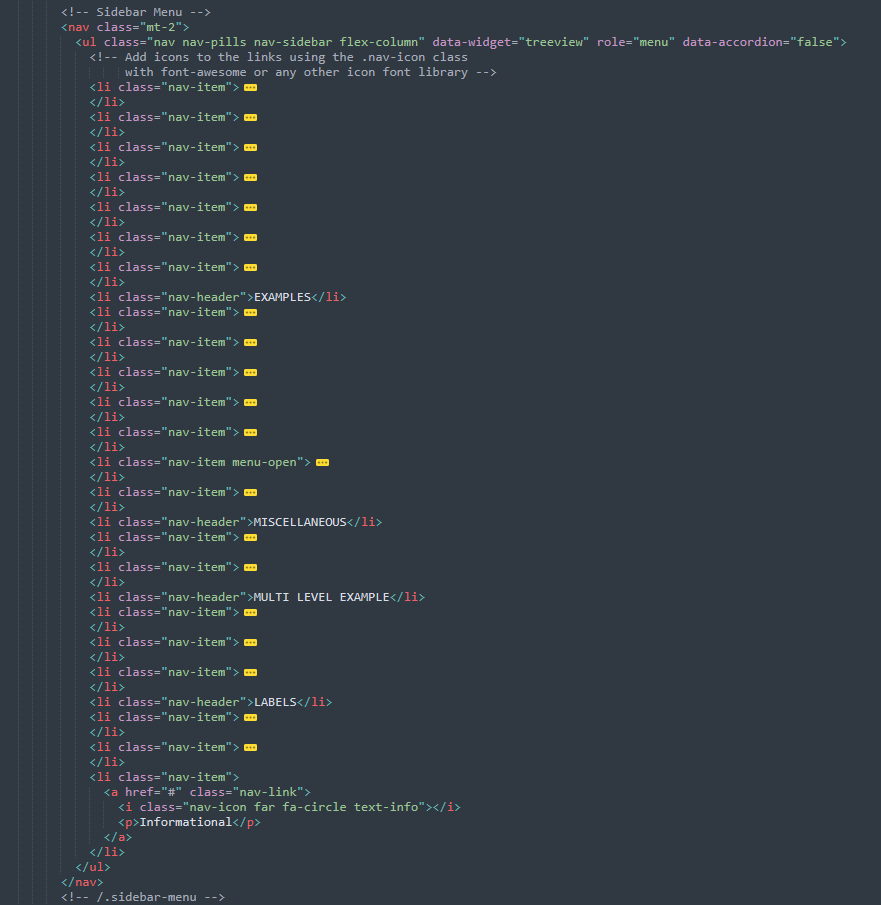 <!-- Sidebar Menu -->
<nav class="mt-2">
<ul class="nav nav-pills nav-sidebar flex-column" data-widget="treeview" role="menu" data-accordion="false">
<!-- Add icons to the links using the .nav-icon class
with font-awesome or any other icon font library -->
<li class="nav-item">
</li>
<li class="nav-item">
</li>
<li class="nav-item">
</li>
<li class="nav-item">
</li>
<li class="nav-item">
</li>
<li class="nav-item">
</li>
<li class="nav-item">
</li>
<li class="nav-header">EXAMPLES</li>
<li class="nav-item">
</li>
<li class="nav-item">
</li>
<li class="nav-item">
</li>
<li class="nav-item">
</li>
<li class="nav-item">
</li>
<li class="nav-item menu-open">
</li>
<li class="nav-item">
</li>
<li class="nav-header">MISCELLANEOUS</li>
<li class="nav-item">
</li>
<li class="nav-item">
</li>
<li class="nav-header">MULTI LEVEL EXAMPLE</li>
<li class="nav-item">
</li>
<li class="nav-item">
</li>
<li class="nav-item">
</li>
<li class="nav-header">LABELS</li>
<li class="nav-item">
</li>
<li class="nav-item">
</li>
<li class="nav-item">
<a href="#" class="nav-link">
<i class="nav-icon far fa-circle text-info"></i>
<p>Informational</p>
</a>
</li>
</ul>
</nav>
<!-- /.sidebar-menu -->